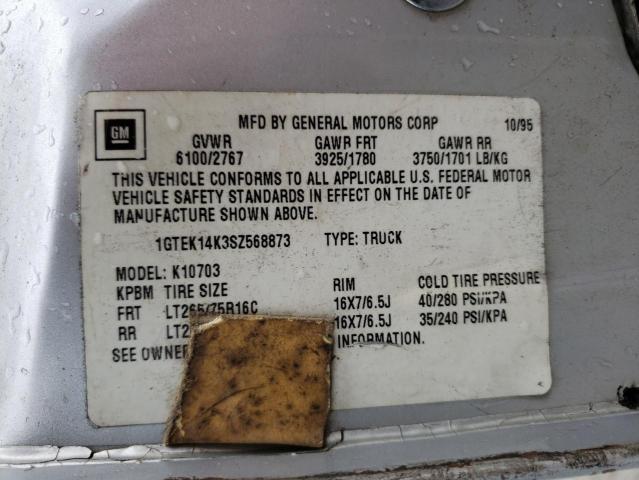 GM
MFD BY GENERAL MOTORS CORP 10/95
GVWR GAWR FRT GAWR RR
6100/2767 3925/1780 3750/1701 LB/KG
THIS VEHICLE CONFORMS TO ALL APPLICABLE U.S. FEDERAL MOTOR
VEHICLE SAFETY STANDARDS IN EFFECT ON THE DATE OF
MANUFACTURE SHOWN ABOVE.
1GTEK14K3SZ568873 TYPE: TRUCK
MODEL: K10703
KPBM TIRE SIZE RIM COLD TIRE PRESSURE
FRT LT265/75R16C 16X7/6.5J 40/280 PSI/KPA
RR LT2 16X7/6.5J 35/240 PSI/KPA
SEE OWNER INFORMATION.